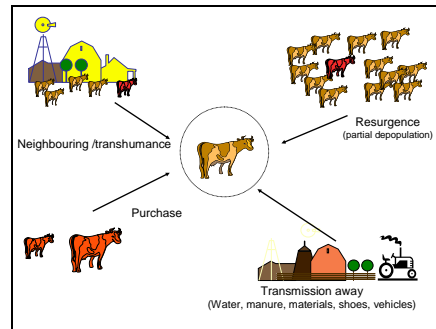 Resurgence
(partial depopulation)
Neighbouring /transhumance
Purchase
Transmission away
(Water, manure, materials, shoes, vehicles)